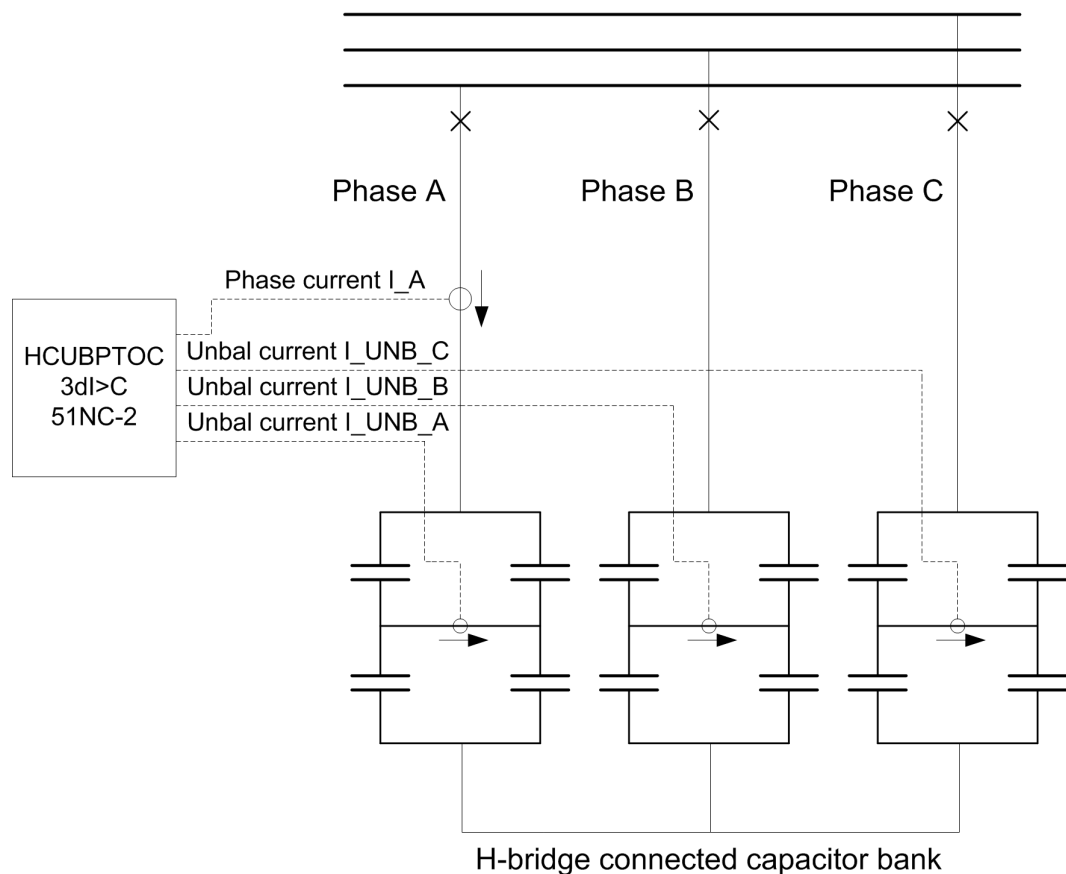 Phase A
Phase B
Phase C
Phase current I_A
HCUBPTOC
3dI>C
51NC-2
Unbal current I_UNB_C
Unbal current I_UNB_B
Unbal current I_UNB_A
H-bridge connected capacitor bank